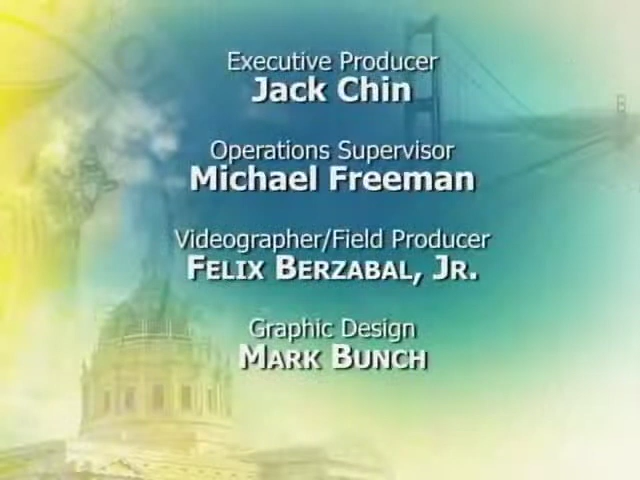 Executive Producer
Jack Chin
Operations Supervisor
Michael Freeman
Videographer/Field Producer
FELIX BERZABAL, JR.
Graphic Design
MARK BUNCH